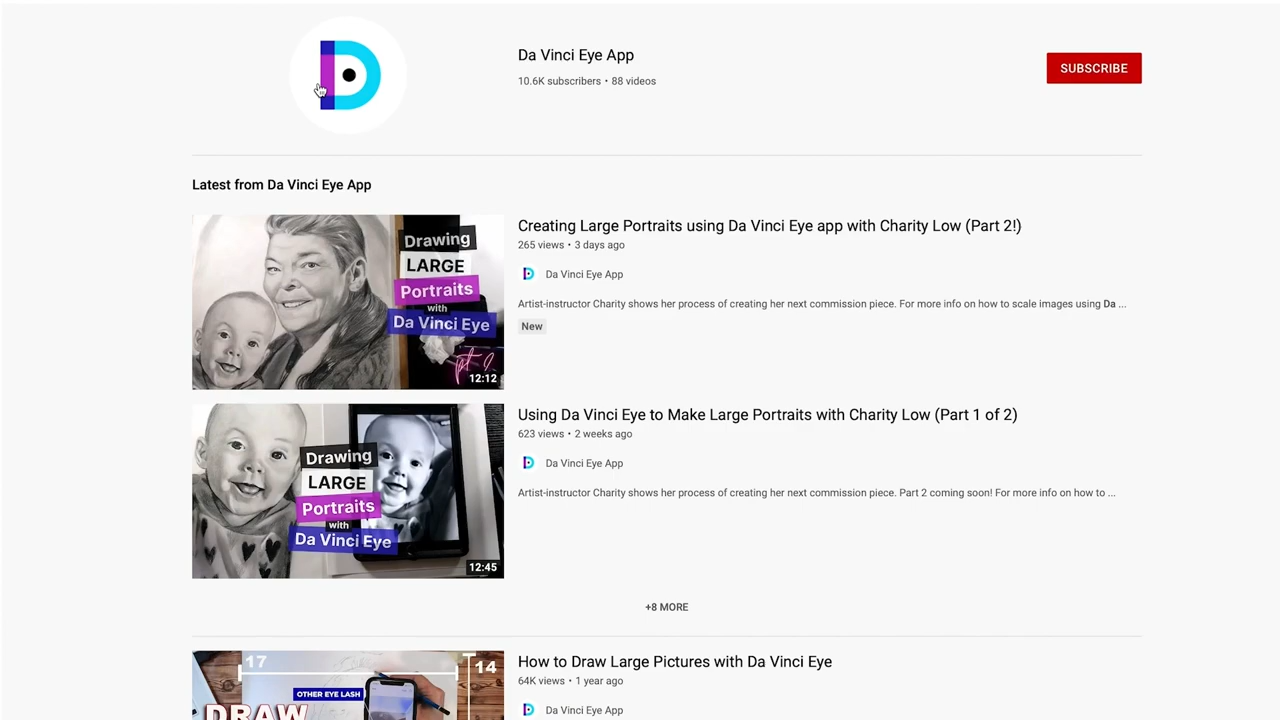 Da Vinci Eye App
10.6K subscribers • 88 videos
SUBSCRIBE
Latest from Da Vinci Eye App
Drawing
LARGE
Portraits
with
Da Vinci Eye
pt 2
12:12
Creating Large Portraits using Da Vinci Eye app with Charity Low (Part 2!)
265 views • 3 days ago
Da Vinci Eye App
Artist-instructor Charity shows her process of creating her next commission piece. For more info on how to scale images using Da ...
New
Drawing
LARGE
Portraits
with
Da Vinci Eye
12:45
Using Da Vinci Eye to Make Large Portraits with Charity Low (Part 1 of 2)
623 views • 2 weeks ago
Da Vinci Eye App
Artist-instructor Charity shows her process of creating her next commission piece. Part 2 coming soon! For more info on how to ...
+8 MORE
17
14
OTHER EYE LASH
DRAW
How to Draw Large Pictures with Da Vinci Eye
64K views • 1 year ago
Da Vinci Eye App